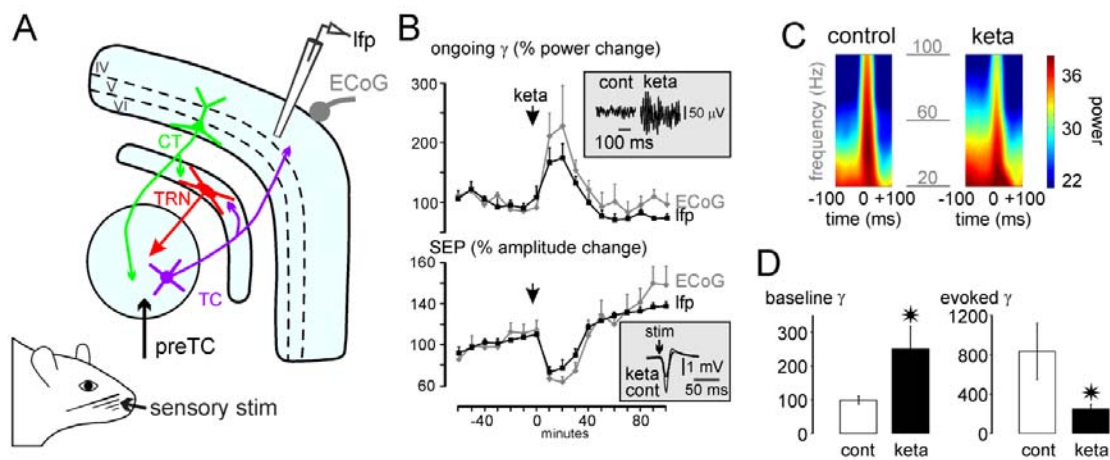 A
lfp
ECoG
IV
V
VI
CT
TRN
TC
preTC
sensory stim
B
ongoing γ (% power change)
300
250
200
150
100
keta
cont keta
50 μV
100 ms
ECoG
lfp
SEP (% amplitude change)
160
140
120
100
80
60
ECoG
lfp
stim
keta
cont
1 mV
50 ms
-40 0 40 80
minutes
C
control keta
frequency (Hz)
100
60
20
-100 +100
time (ms)
-100 +100
time (ms)
36
30
22
power
D
baseline γ
300
200
100
0
cont keta
evoked γ
1200
800
400
0
cont keta